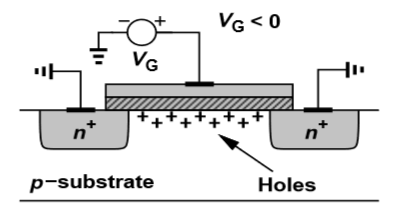 − + V_G < 0
V_G
n⁺ + + + + + + + + + + + + n⁺
p−substrate Holes